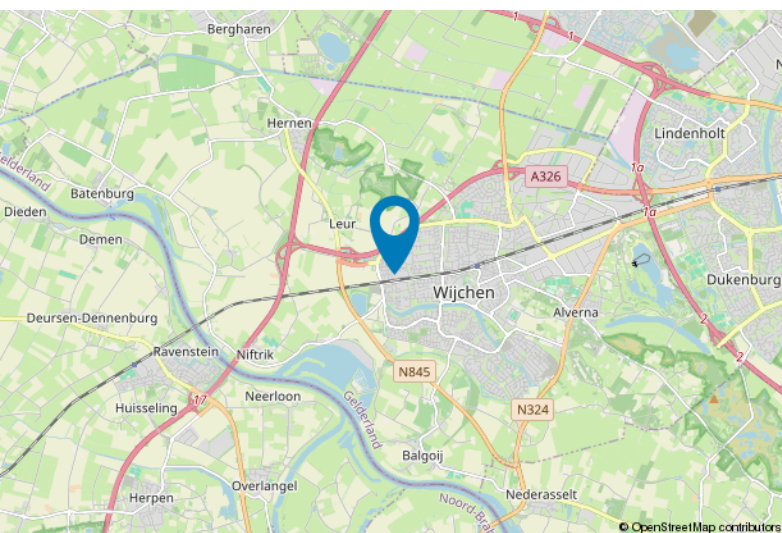 1
Bergharen
1
N
Hernen
Lindenholt
Gelderland
1a
A326
Batenburg
Dieden
1a
Leur
Demen
Dukenburg
Wijchen
Alverna
Deursen-Dennenburg
2
Ravenstein
Niftrik
2
N845
Neerloon
17
Huisseling
Gelderland
N324
Balgoij
Overlangel
Herpen
Nederasselt
Noord-Bra
© OpenStreetMap contributors